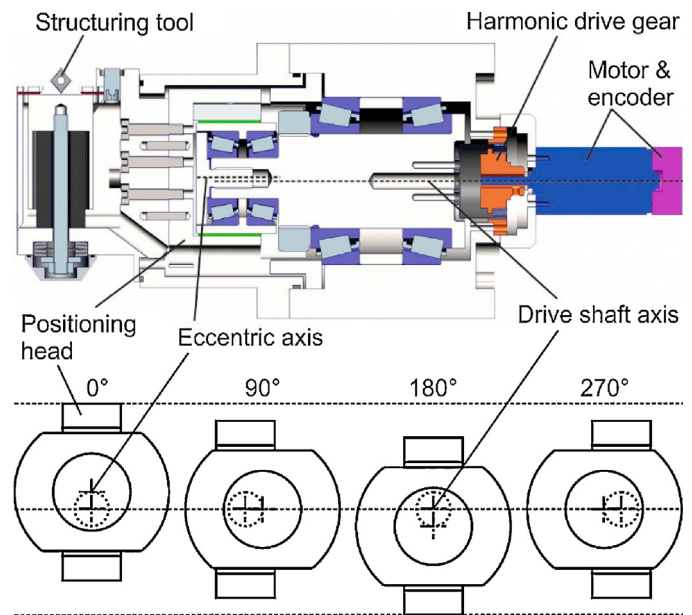 Structuring tool
Harmonic drive gear
Motor &
encoder
Positioning
head
Eccentric axis
Drive shaft axis
0°
90°
180°
270°